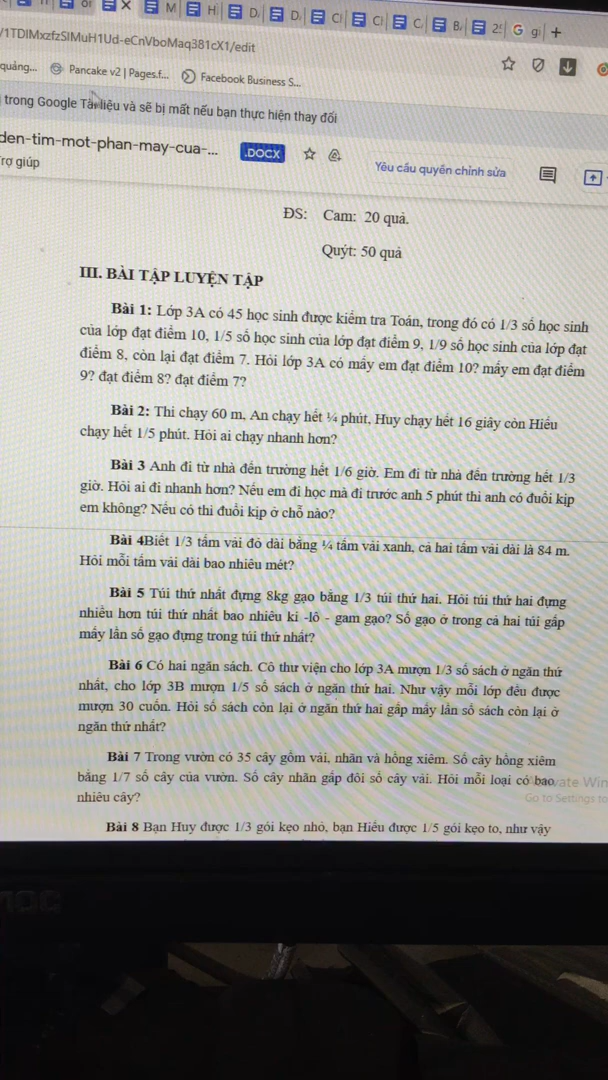 /1TDlMxzfzSIMuH1Ud-eCnVboMaq381cX1/edit
quảng... Pancake v2 | Pages.f... Facebook Business S...
trong Google Tài liệu và sẽ bị mất nếu bạn thực hiện thay đổi
den-tim-mot-phan-may-cua-... .DOCX Yêu cầu quyền chỉnh sửa
Trợ giúp
ĐS: Cam: 20 quả.
Quýt: 50 quả
III. BÀI TẬP LUYỆN TẬP
Bài 1: Lớp 3A có 45 học sinh được kiểm tra Toán, trong đó có 1/3 số học sinh
của lớp đạt điểm 10, 1/5 số học sinh của lớp đạt điểm 9, 1/9 số học sinh của lớp đạt
điểm 8, còn lại đạt điểm 7. Hỏi lớp 3A có mấy em đạt điểm 10? mấy em đạt điểm
9? đạt điểm 8? đạt điểm 7?
Bài 2: Thi chạy 60 m, An chạy hết ¼ phút, Huy chạy hết 16 giây còn Hiếu
chạy hết 1/5 phút. Hỏi ai chạy nhanh hơn?
Bài 3 Anh đi từ nhà đến trường hết 1/6 giờ. Em đi từ nhà đến trường hết 1/3
giờ. Hỏi ai đi nhanh hơn? Nếu em đi học mà đi trước anh 5 phút thì anh có đuổi kịp
em không? Nếu có thì đuổi kịp ở chỗ nào?
Bài 4Biết 1/3 tấm vải đỏ dài bằng ¼ tấm vải xanh, cả hai tấm vải dài là 84 m.
Hỏi mỗi tấm vải dài bao nhiêu mét?
Bài 5 Túi thứ nhất đựng 8kg gạo bằng 1/3 túi thứ hai. Hỏi túi thứ hai đựng
nhiều hơn túi thứ nhất bao nhiêu ki -lô - gam gạo? Số gạo ở trong cả hai túi gấp
mấy lần số gạo đựng trong túi thứ nhất?
Bài 6 Có hai ngăn sách. Cô thư viện cho lớp 3A mượn 1/3 số sách ở ngăn thứ
nhất, cho lớp 3B mượn 1/5 số sách ở ngăn thứ hai. Như vậy mỗi lớp đều được
mượn 30 cuốn. Hỏi số sách còn lại ở ngăn thứ hai gấp mấy lần số sách còn lại ở
ngăn thứ nhất?
Bài 7 Trong vườn có 35 cây gồm vải, nhãn và hồng xiêm. Số cây hồng xiêm
bằng 1/7 số cây của vườn. Số cây nhãn gấp đôi số cây vải. Hỏi mỗi loại có bao
vate Win
nhiêu cây?
Go to Settings to
Bài 8 Bạn Huy được 1/3 gói kẹo nhỏ, bạn Hiếu được 1/5 gói kẹo to, như vậy